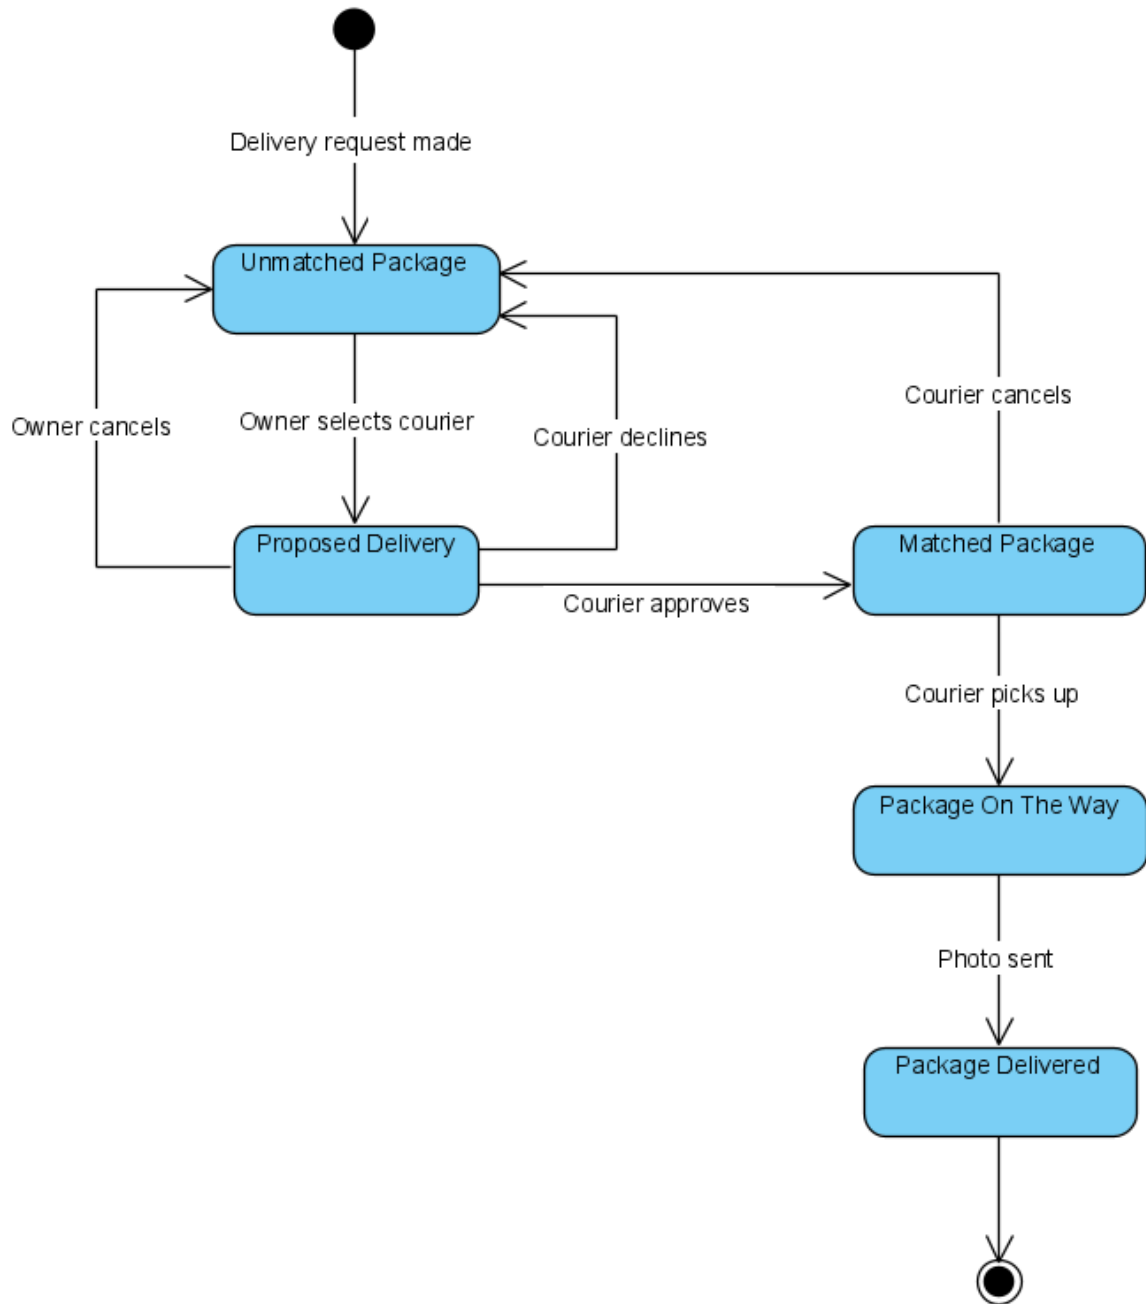 Delivery request made
Unmatched Package
Owner cancels
Owner selects courier
Courier declines
Courier cancels
Proposed Delivery
Courier approves
Matched Package
Courier picks up
Package On The Way
Photo sent
Package Delivered